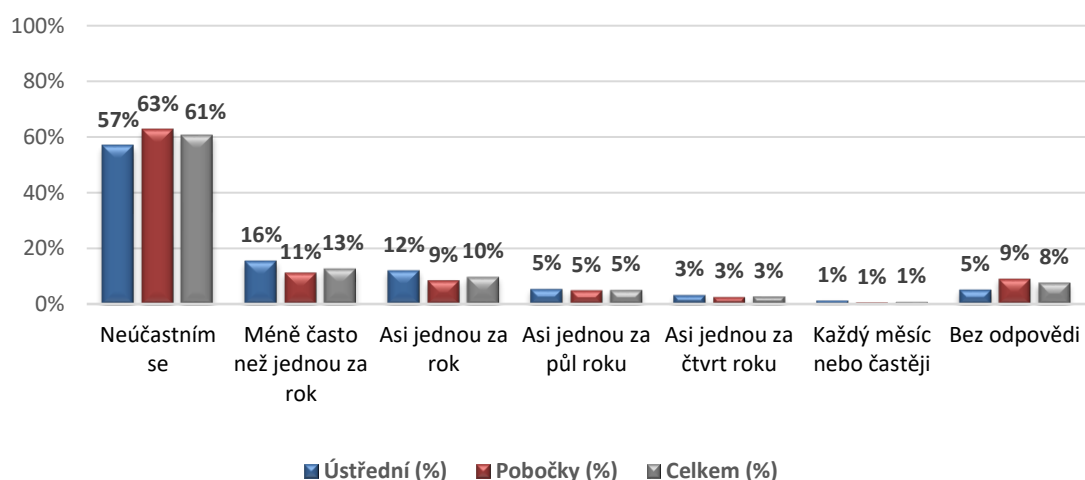 100%
80%
60%
40%
20%
0%
57%
63%
61%
16%
11%
13%
12%
9%
10%
5%
5%
5%
3%
3%
3%
1%
1%
1%
5%
9%
8%
Neúčastním
se
Méně často
než jednou za
rok
Asi jednou za
rok
Asi jednou za
půl roku
Asi jednou za
čtvrt roku
Každý měsíc
nebo častěji
Bez odpovědi
Ústřední (%) Pobočky (%) Celkem (%)